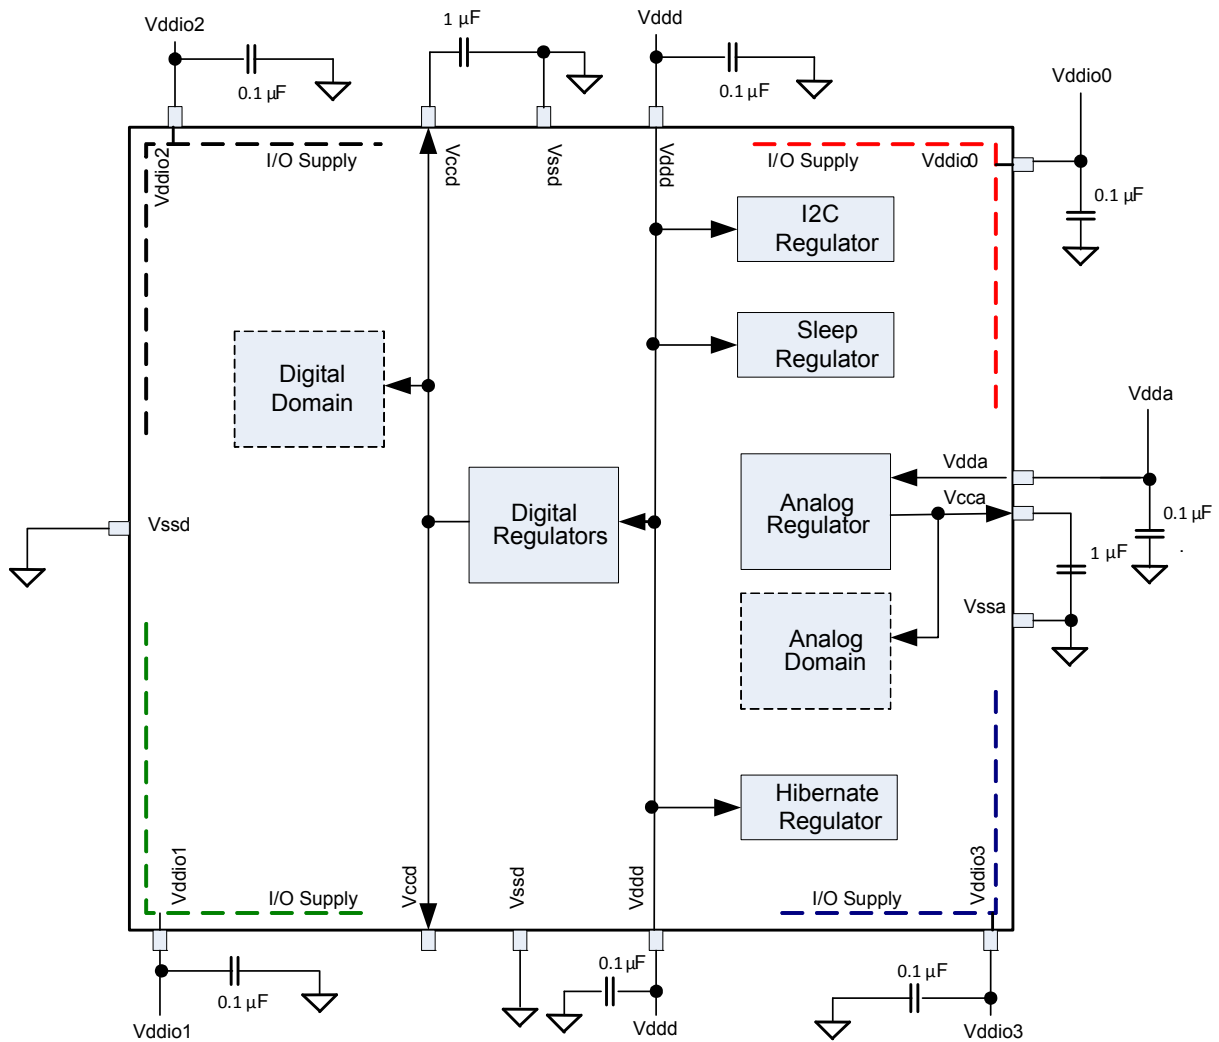 Vddio2
1 µF
Vddd
0.1 µF
0.1 µF
Vddio0
0.1 µF
I/O Supply
Vddio2
Vccd
Vssd
Vddd
I/O Supply
Vddio0
I2C
Regulator
Sleep
Regulator
Digital
Domain
Vdda
Vdda
Vcca
Analog
Regulator
Digital
Regulators
0.1 µF
.
1 µF
Vssd
Vssa
Analog
Domain
Hibernate
Regulator
Vddio1
I/O Supply
Vccd
Vssd
Vddd
I/O Supply
Vddio3
0.1 µF
0.1 µF
0.1 µF
Vddio1
Vddd
Vddio3